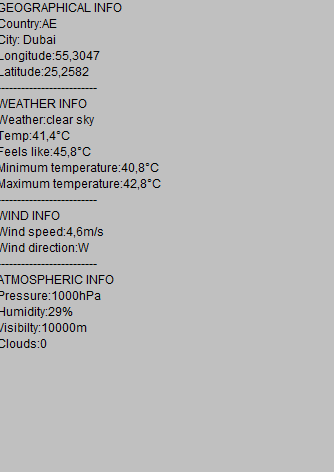 GEOGRAPHICAL INFO
Country:AE
City: Dubai
Longitude:55,3047
Latitude:25,2582
-------------------------
WEATHER INFO
Weather:clear sky
Temp:41,4°C
Feels like:45,8°C
Minimum temperature:40,8°C
Maximum temperature:42,8°C
-------------------------
WIND INFO
Wind speed:4,6m/s
Wind direction:W
-------------------------
ATMOSPHERIC INFO
Pressure:1000hPa
Humidity:29%
Visibilty:10000m
Clouds:0